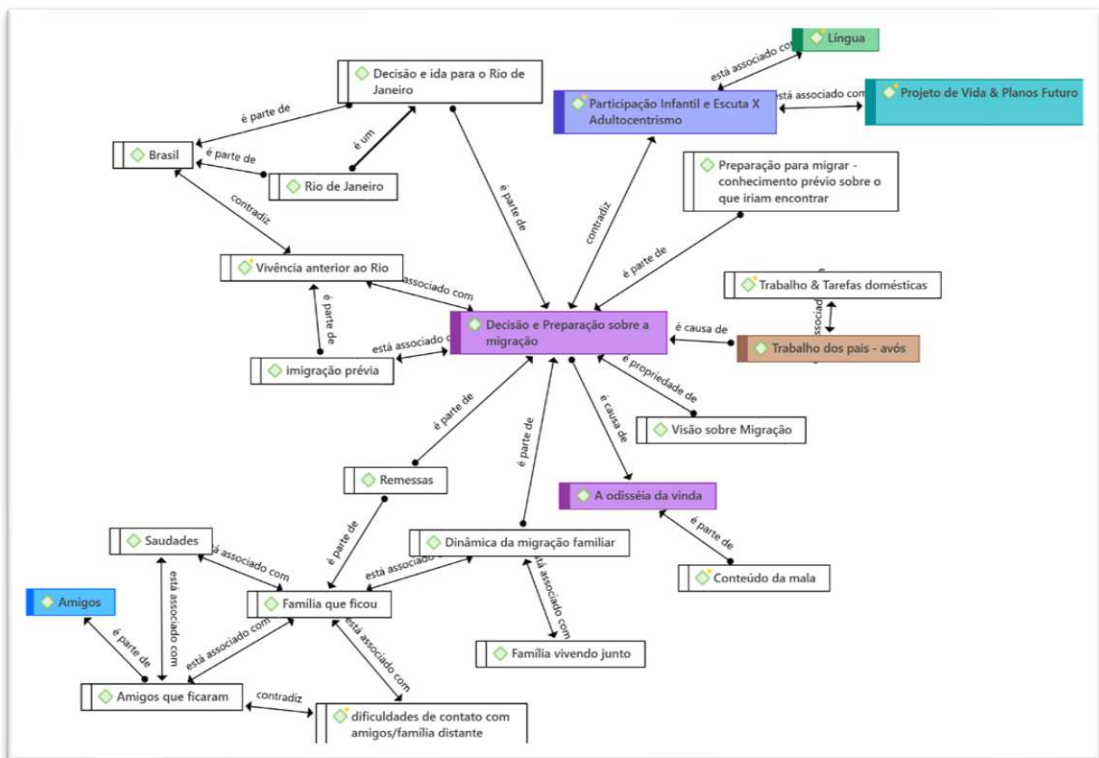 Língua
está associado co
Decisão e ida para o Rio de
Janeiro
Participação Infantil e Escuta X
Adultocentrismo
está associado com
Projeto de Vida & Planos Futuro
é parte de
é um
Brasil
é parte de
Rio de Janeiro
Preparação para migrar -
conhecimento prévio sobre o
que iriam encontrar
é parte de
contradiz
contradiz
é parte de
Vivência anterior ao Rio
associado com
Trabalho & Tarefas domésticas
Decisão e Preparação sobre a
migração
é causa de
Trabalho dos pais - avós
é parte de
está associado c
imigração prévia
é propriedade de
é parte de
é causa de
Visão sobre Migração
é parte de
Remessas
A odisséia da vinda
é parte de
Saudades
é parte de
Dinâmica da migração familiar
Conteúdo da mala
está associado com
está associado
Amigos
Família que ficou
está associado com
está associado com
é parte de
está associado com
está associado com
Família vivendo junto
Amigos que ficaram
contradiz
dificuldades de contato com
amigos/família distante